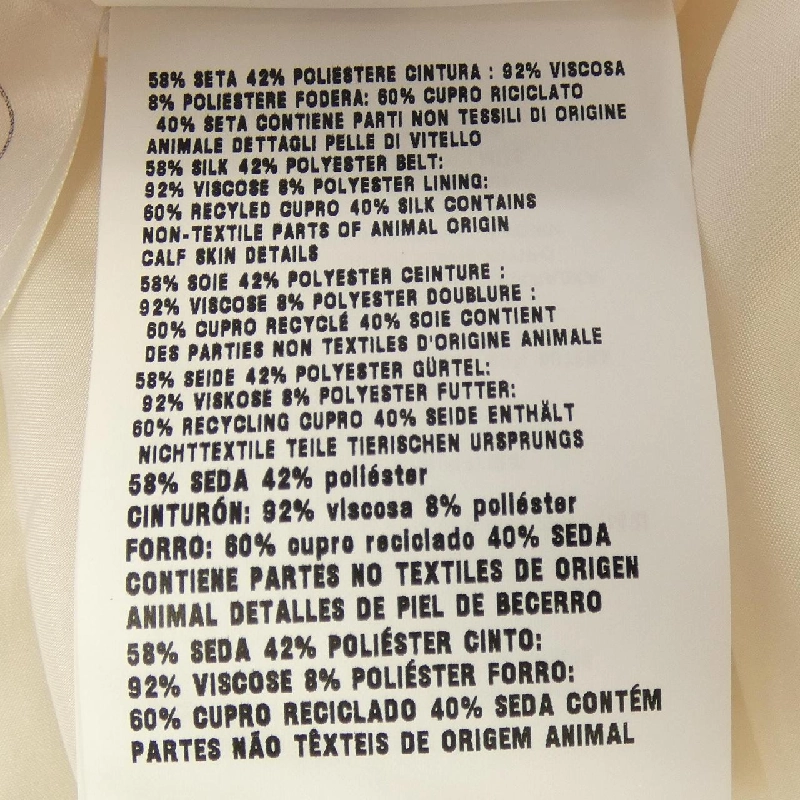 58% SETA 42% POLIESTERE CINTURA : 92% VISCOSA
8% POLIESTERE FODERA: 60% CUPRO RICICLATO
40% SETA CONTIENE PARTI NON TESSILI DI ORIGINE
ANIMALE DETTAGLI PELLE DI VITELLO
58% SILK 42% POLYESTER BELT:
92% VISCOSE 8% POLYESTER LINING:
60% RECYLED CUPRO 40% SILK CONTAINS
NON-TEXTILE PARTS OF ANIMAL ORIGIN
CALF SKIN DETAILS
58% SOIE 42% POLYESTER CEINTURE :
92% VISCOSE 8% POLYESTER DOUBLURE :
60% CUPRO RECYCLÉ 40% SOIE CONTIENT
DES PARTIES NON TEXTILES D'ORIGINE ANIMALE
58% SEIDE 42% POLYESTER GÜRTEL:
92% VISKOSE 8% POLYESTER FUTTER:
60% RECYCLING CUPRO 40% SEIDE ENTHÄLT
NICHTTEXTILE TEILE TIERISCHEN URSPRUNGS
58% SEDA 42% poliéster
CINTURÓN: 92% viscosa 8% poliéster
FORRO: 60% cupro reciclado 40% SEDA
CONTIENE PARTES NO TEXTILES DE ORIGEN
ANIMAL DETALLES DE PIEL DE BECERRO
58% SEDA 42% POLIÉSTER CINTO:
92% VISCOSE 8% POLIÉSTER FORRO:
60% CUPRO RECICLADO 40% SEDA CONTÉM
PARTES NÃO TÊXTEIS DE ORIGEM ANIMAL